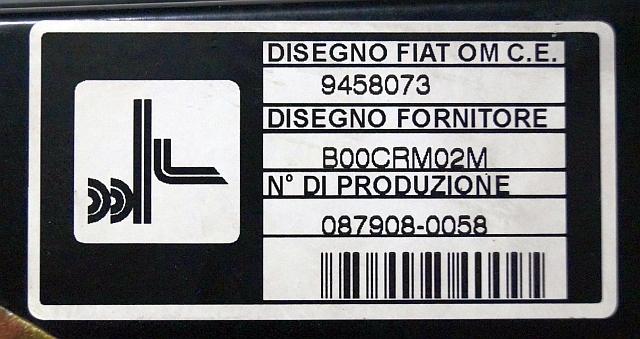 DISEGNO FIAT OM C.E.
9458073
DISEGNO FORNITORE
B00CRM02M
N° DI PRODUZIONE
087908-0058